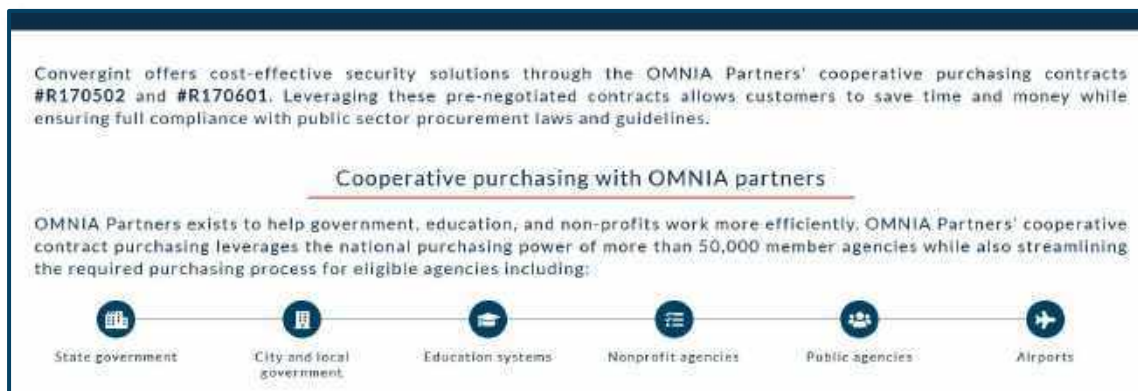 Convergint offers cost-effective security solutions through the OMNIA Partners' cooperative purchasing contracts
#R170502 and #R170601. Leveraging these pre-negotiated contracts allows customers to save time and money while
ensuring full compliance with public sector procurement laws and guidelines.
Cooperative purchasing with OMNIA partners
OMNIA Partners exists to help government, education, and non-profits work more efficiently. OMNIA Partners' cooperative
contract purchasing leverages the national purchasing power of more than 50,000 member agencies while also streamlining
the required purchasing process for eligible agencies including:
State government
City and local
government
Education systems
Nonprofit agencies
Public agencies
Airports